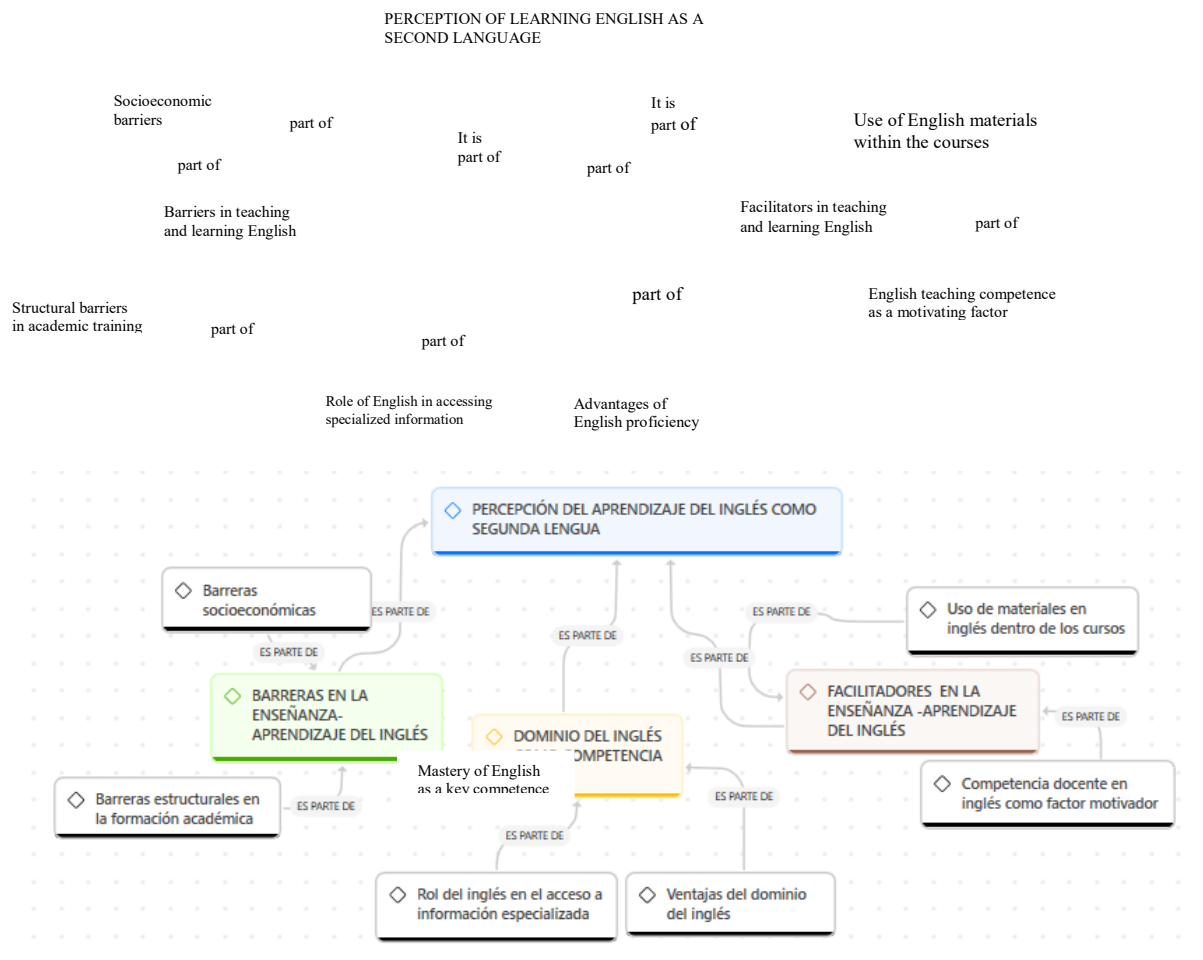 PERCEPTION OF LEARNING ENGLISH AS A
SECOND LANGUAGE
Socioeconomic
barriers
part of
It is
part of
It is
part of
Use of English materials
within the courses
part of
part of
Barriers in teaching
and learning English
Facilitators in teaching
and learning English
part of
Structural barriers
in academic training
part of
part of
part of
English teaching competence
as a motivating factor
Role of English in accessing
specialized information
Advantages of
English proficiency
PERCEPCIÓN DEL APRENDIZAJE DEL INGLÉS COMO
SEGUNDA LENGUA
Barreras
socioeconómicas
ES PARTE DE
ES PARTE DE
ES PARTE DE
ES PARTE DE
ES PARTE DE
Uso de materiales en
inglés dentro de los cursos
BARRERAS EN LA
ENSEÑANZA-
APRENDIZAJE DEL INGLÉS
DOMINIO DEL INGLÉS
COMO COMPETENCIA
Mastery of English
as a key competence
FACILITADORES EN LA
ENSEÑANZA -APRENDIZAJE
DEL INGLÉS
ES PARTE DE
Barreras estructurales en
la formación académica
ES PARTE DE
ES PARTE DE
ES PARTE DE
Competencia docente en
inglés como factor motivador
Rol del inglés en el acceso a
información especializada
Ventajas del dominio
del inglés